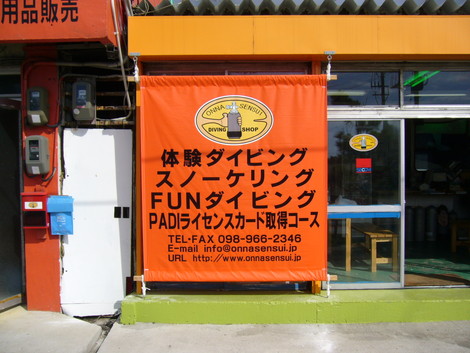 用品販売
ONNA SENSUI
DIVING SHOP
体験ダイビング
スノーケリング
FUNダイビング
PADIライセンスカード取得コース
TEL・FAX 098-966-2346
E-mail info@onnasensui.jp
URL http://www.onnasensui.jp